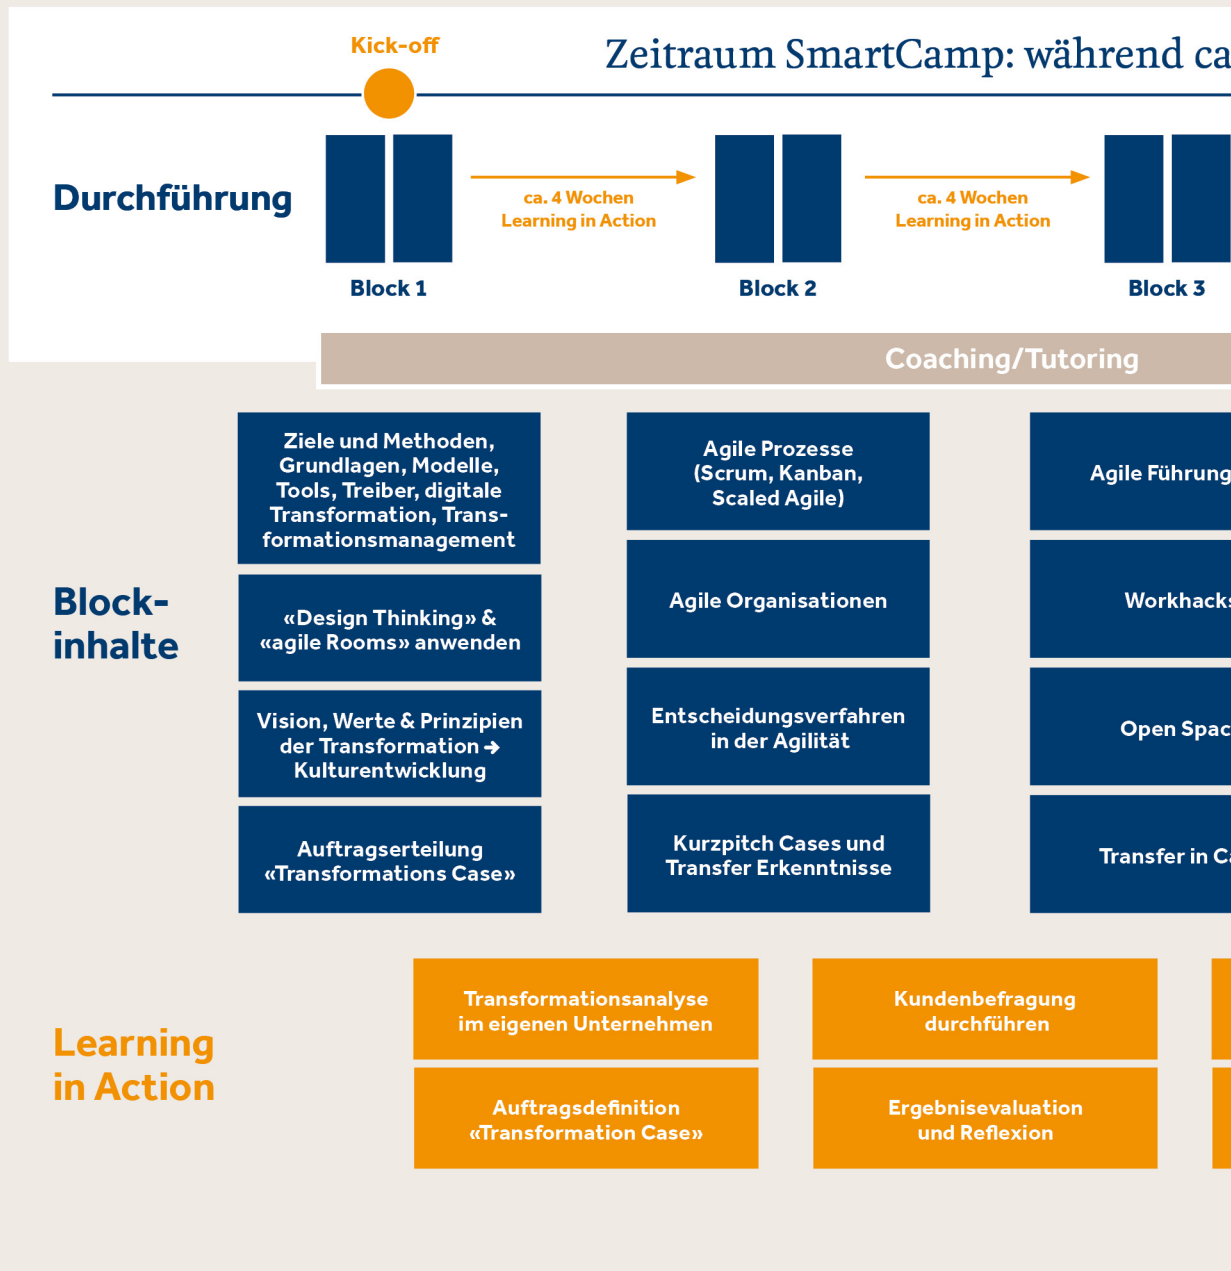 Kick-off
Zeitraum SmartCamp: während ca
Durchführung
ca. 4 Wochen
Learning in Action
ca. 4 Wochen
Learning in Action
Block 1
Block 2
Block 3
Coaching/Tutoring
Block-
inhalte
Ziele und Methoden,
Grundlagen, Modelle,
Tools, Treiber, digitale
Transformation, Trans-
formationsmanagement
«Design Thinking» &
«agile Rooms» anwenden
Vision, Werte & Prinzipien
der Transformation ➔
Kulturentwicklung
Auftragserteilung
«Transformations Case»
Agile Prozesse
(Scrum, Kanban,
Scaled Agile)
Agile Organisationen
Entscheidungsverfahren
in der Agilität
Kurzpitch Cases und
Transfer Erkenntnisse
Agile Führung
Workhacks
Open Spac
Transfer in Ca
Learning
in Action
Transformationsanalyse
im eigenen Unternehmen
Auftragsdefinition
«Transformation Case»
Kundenbefragung
durchführen
Ergebnisevaluation
und Reflexion